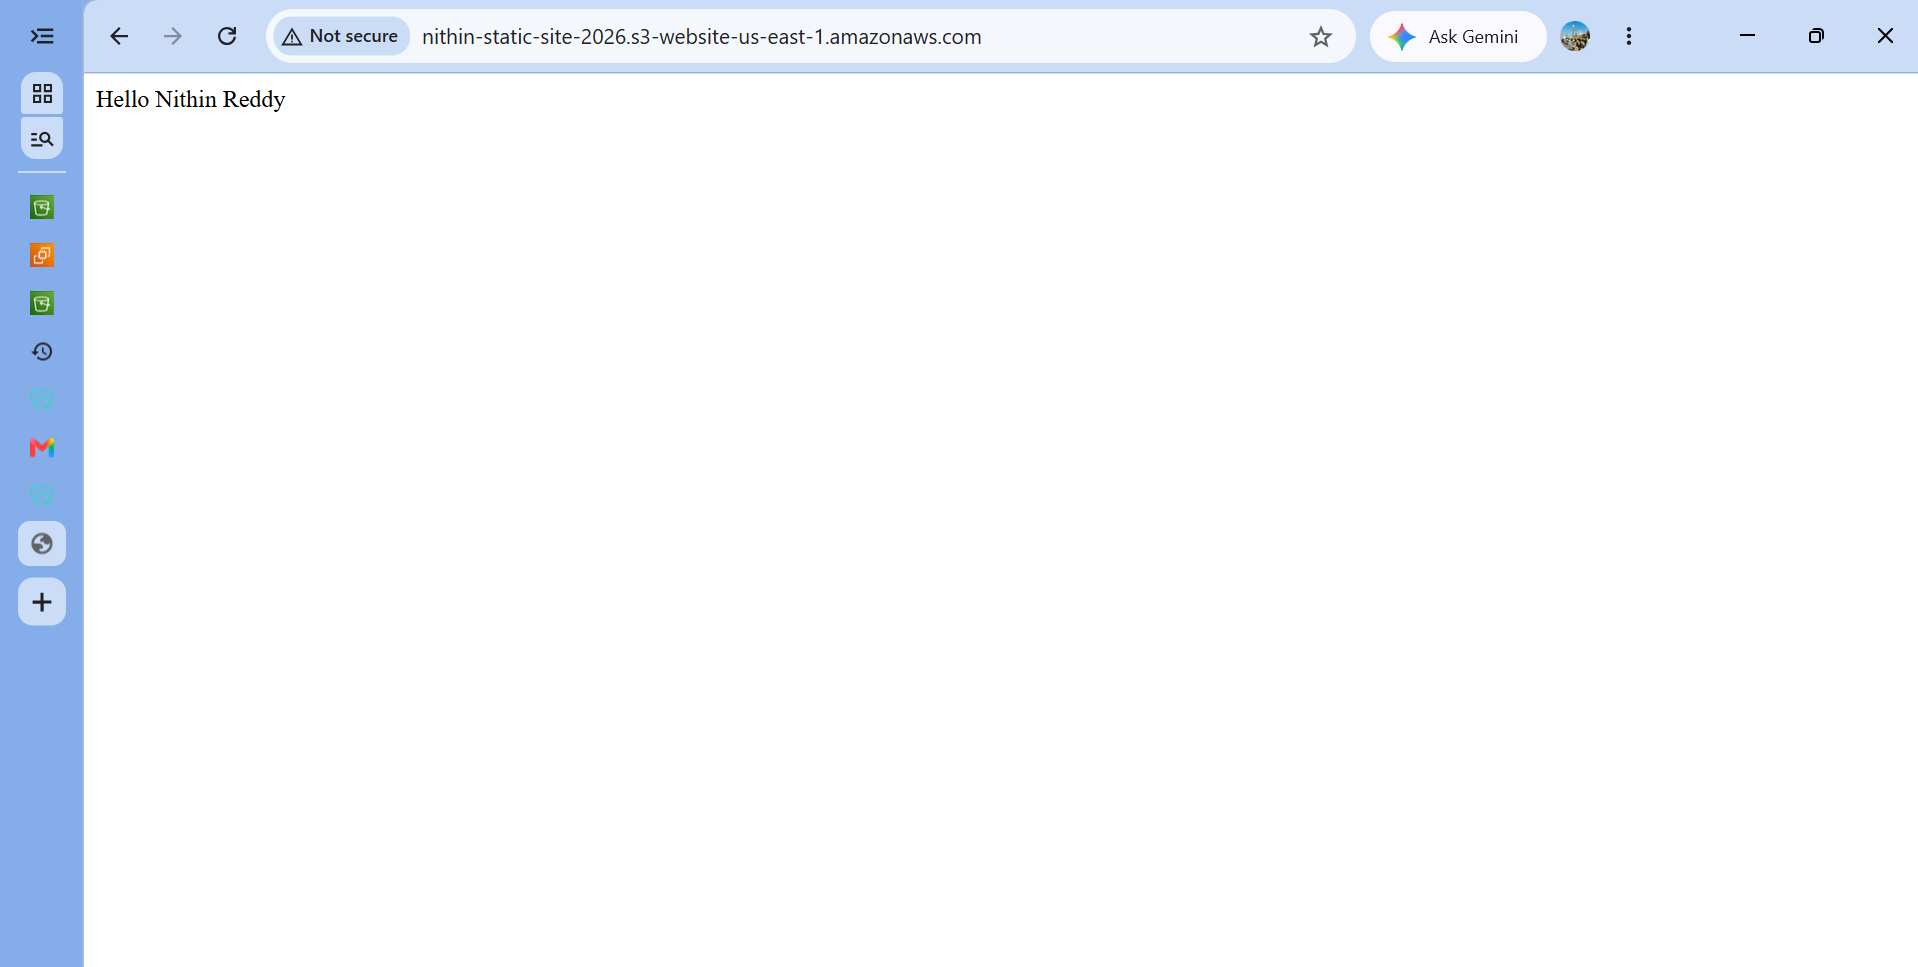 Not secure
nithin-static-site-2026.s3-website-us-east-1.amazonaws.com
Ask Gemini
Hello Nithin Reddy